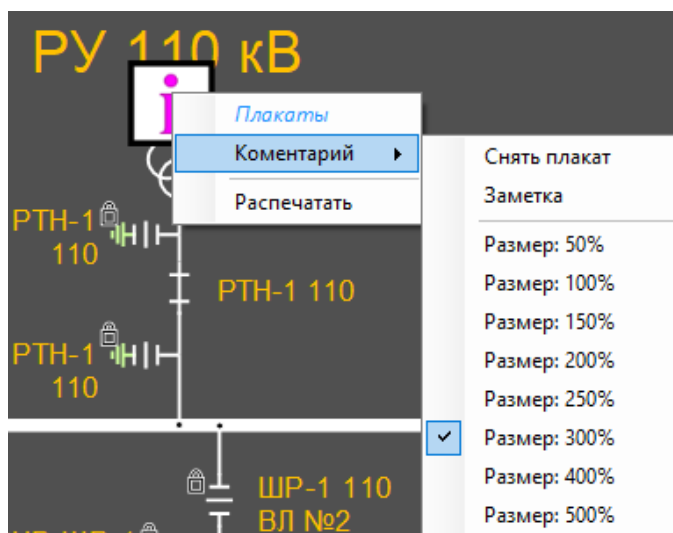 РУ 110 кВ
i
Плакаты
Коментарий
Распечатать
Снять плакат
Заметка
Размер: 50%
Размер: 100%
Размер: 150%
Размер: 200%
Размер: 250%
Размер: 300%
Размер: 400%
Размер: 500%
РТН-1
110
РТН-1 110
РТН-1
110
ШР-1 110
ВЛ №2